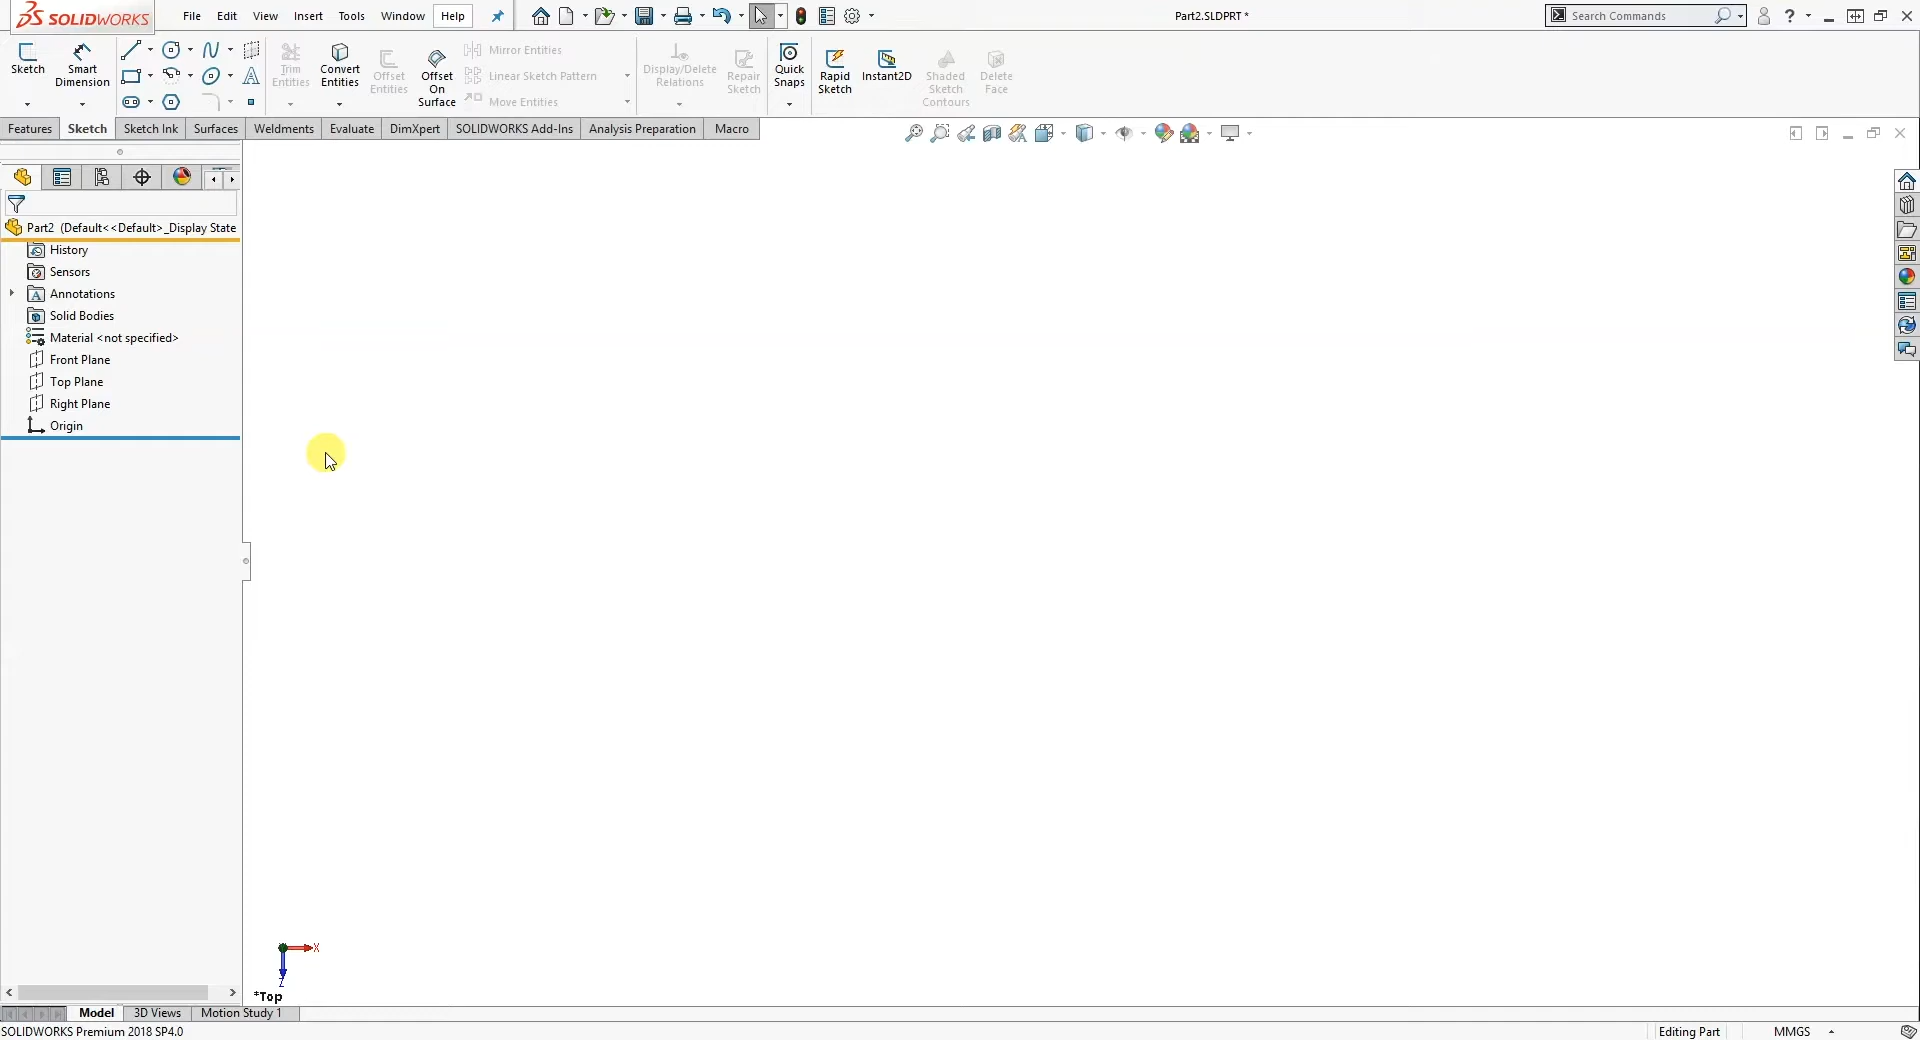 SOLIDWORKS
File Edit View Insert Tools Window Help
Part2.SLDPRT *
Search Commands
Sketch
Smart Dimension
Trim Entities
Convert Entities
Offset Entities
Offset On Surface
Mirror Entities
Linear Sketch Pattern
Move Entities
Display/Delete Relations
Repair Sketch
Quick Snaps
Rapid Sketch
Instant2D
Shaded Sketch Contours
Delete Face
Features Sketch Sketch Ink Surfaces Weldments Evaluate DimXpert SOLIDWORKS Add-Ins Analysis Preparation Macro
Part2 (Default<<Default>_Display State
History
Sensors
Annotations
Solid Bodies
Material <not specified>
Front Plane
Top Plane
Right Plane
Origin
X
Z
*Top
Model 3D Views Motion Study 1
SOLIDWORKS Premium 2018 SP4.0
Editing Part
MMGS